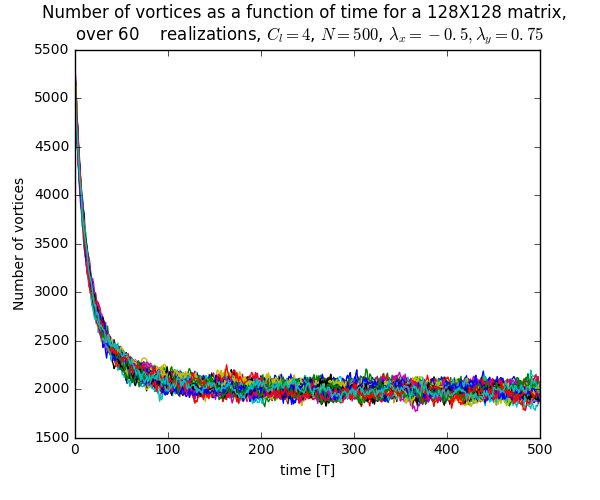 Number of vortices as a function of time for a 128X128 matrix,
over 60    realizations, $C_l=4$, $N=500$, $\lambda_x=-0.5, \lambda_y=0.75$
5500
5000
4500
4000
3500
3000
2500
2000
1500
Number of vortices
0 100 200 300 400 500
time [T]